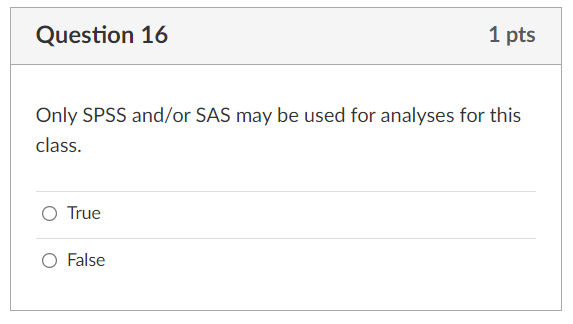 Question 16
1 pts
Only SPSS and/or SAS may be used for analyses for this
class.
True
False